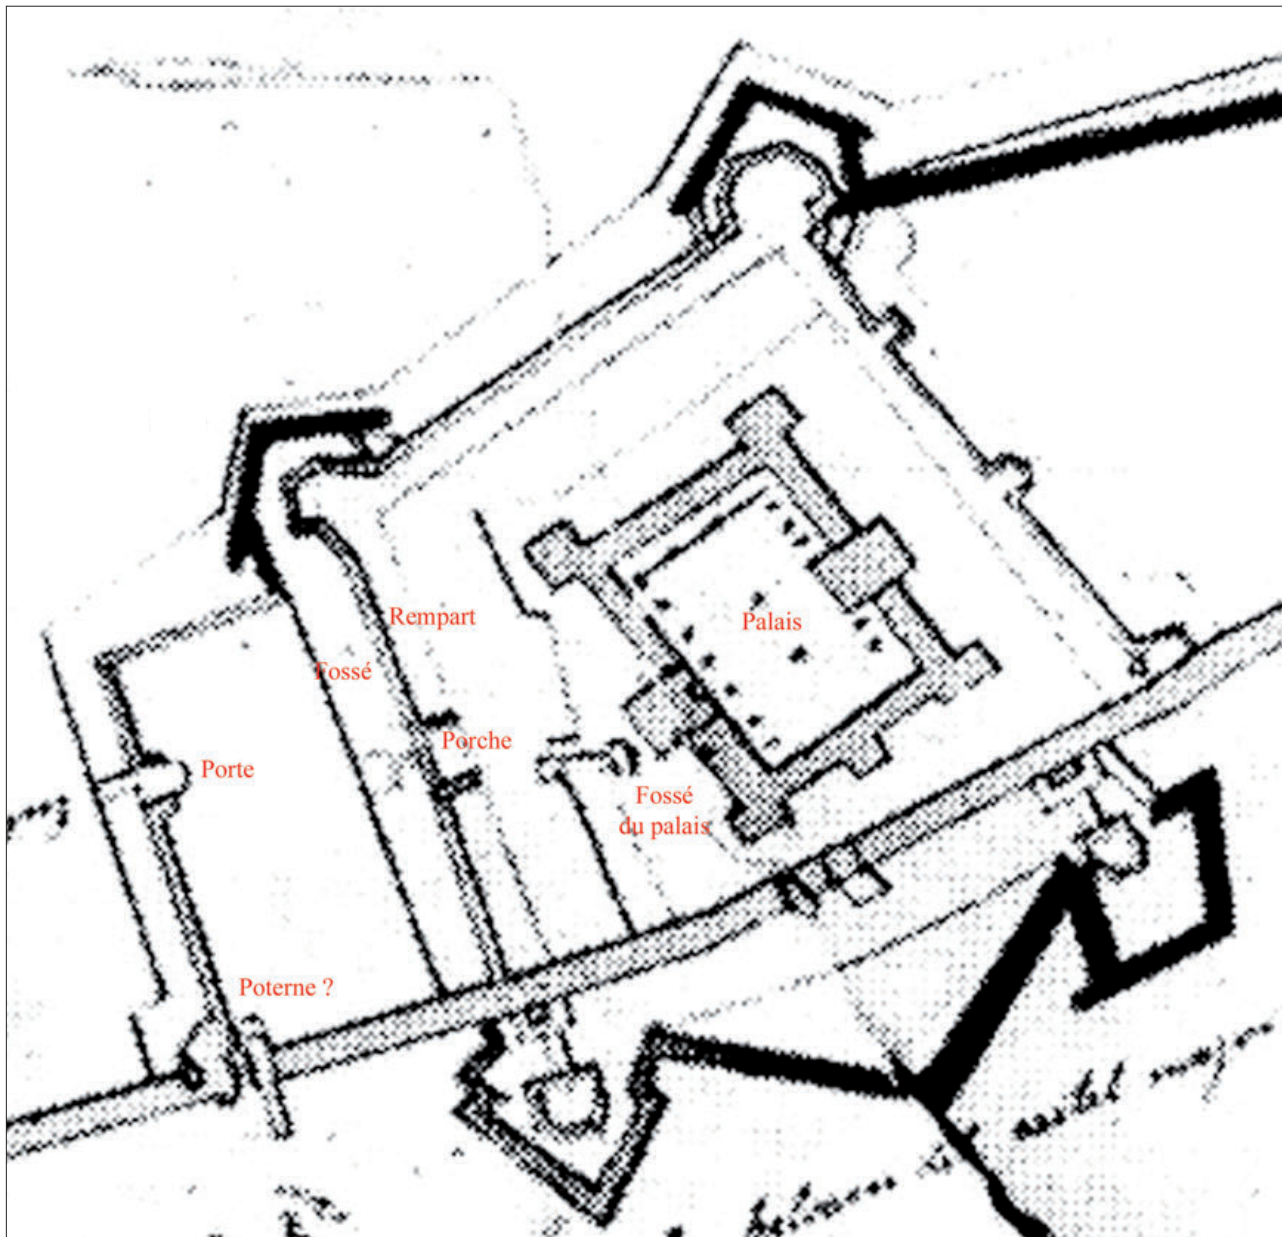 Rempart
Fossé
Palais
Porche
Porte
Fossé
du palais
Poterne ?